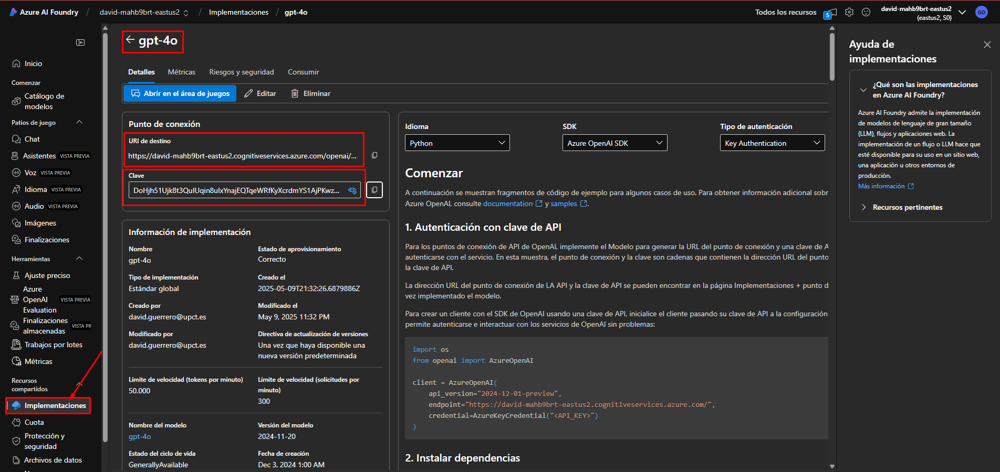 Azure AI Foundry / david-mahb9brt-eastus2 / Implementaciones / gpt-4o
Todos los recursos
5
david-mahb9brt-eastus2
(eastus2, S0)
GD
Inicio
Comenzar
Catálogo de
modelos
Patios de juego
Chat
Asistentes VISTA PREVIA
Voz VISTA PREVIA
Idioma VISTA PREVIA
Audio VISTA PREVIA
Imágenes
Finalizaciones
Herramientas
Ajuste preciso
Azure
OpenAI VISTA PREVIA
Evaluation
Finalizaciones
almacenadas VISTA PR
Trabajos por lotes
Métricas
Recursos
compartidos
Implementaciones
Cuota
Protección y
seguridad
Archivos de datos
gpt-4o
Detalles Métricas Riesgos y seguridad Consumir
Abrir en el área de juegos Editar Eliminar
Punto de conexión
URI de destino
https://david-mahb9brt-eastus2.cognitiveservices.azure.com/openai/...
Clave
Información de implementación
Nombre
gpt-4o
Estado de aprovisionamiento
Correcto
Tipo de implementación
Estándar global
Creado el
2025-05-09T21:32:26.6879886Z
Creado por
david.guerrero@upct.es
Modificado el
May 9, 2025 11:32 PM
Modificado por
david.guerrero@upct.es
Directiva de actualización de versiones
Una vez que haya disponible una
nueva versión predeterminada
Límite de velocidad (tokens por minuto)
50.000
Límite de velocidad (solicitudes por
minuto)
300
Nombre del modelo
gpt-4o
Versión del modelo
2024-11-20
Estado del ciclo de vida
GenerallyAvailable
Fecha de creación
Dec 3, 2024 1:00 AM
Idioma
Python
SDK
Azure OpenAI SDK
Tipo de autenticación
Key Authentication
Comenzar
A continuación se muestran fragmentos de código de ejemplo para algunos casos de uso. Para obtener información adicional sobr
Azure OpenAI, consulte documentation y samples.
1. Autenticación con clave de API
Para los puntos de conexión de API de OpenAI, implemente el Modelo para generar la URL del punto de conexión y una clave de A
autenticarse con el servicio. En esta muestra, el punto de conexión y la clave son cadenas que contienen la dirección URL del punto
la clave de API.
La dirección URL del punto de conexión de LA API y la clave de API se pueden encontrar en la página Implementaciones + punto d
vez implementado el modelo.
Para crear un cliente con el SDK de OpenAI usando una clave de API, inicialice el cliente pasando su clave de API a la configuración
permite autenticarse e interactuar con los servicios de OpenAI sin problemas:
import os
from openai import AzureOpenAI
client = AzureOpenAI(
api_version="2024-12-01-preview",
endpoint="https://david-mahb9brt-eastus2.cognitiveservices.azure.com/",
credential=AzureKeyCredential("<API_KEY>")
)
2. Instalar dependencias
Ayuda de
implementaciones
¿Qué son las implementaciones
en Azure AI Foundry?
Azure AI Foundry admite la implementación
de modelos de lenguaje de gran tamaño
(LLM), flujos y aplicaciones web. La
implementación de un flujo o LLM hace que
esté disponible para su uso en un sitio web,
una aplicación u otros entornos de
producción.
Más información
Recursos pertinentes